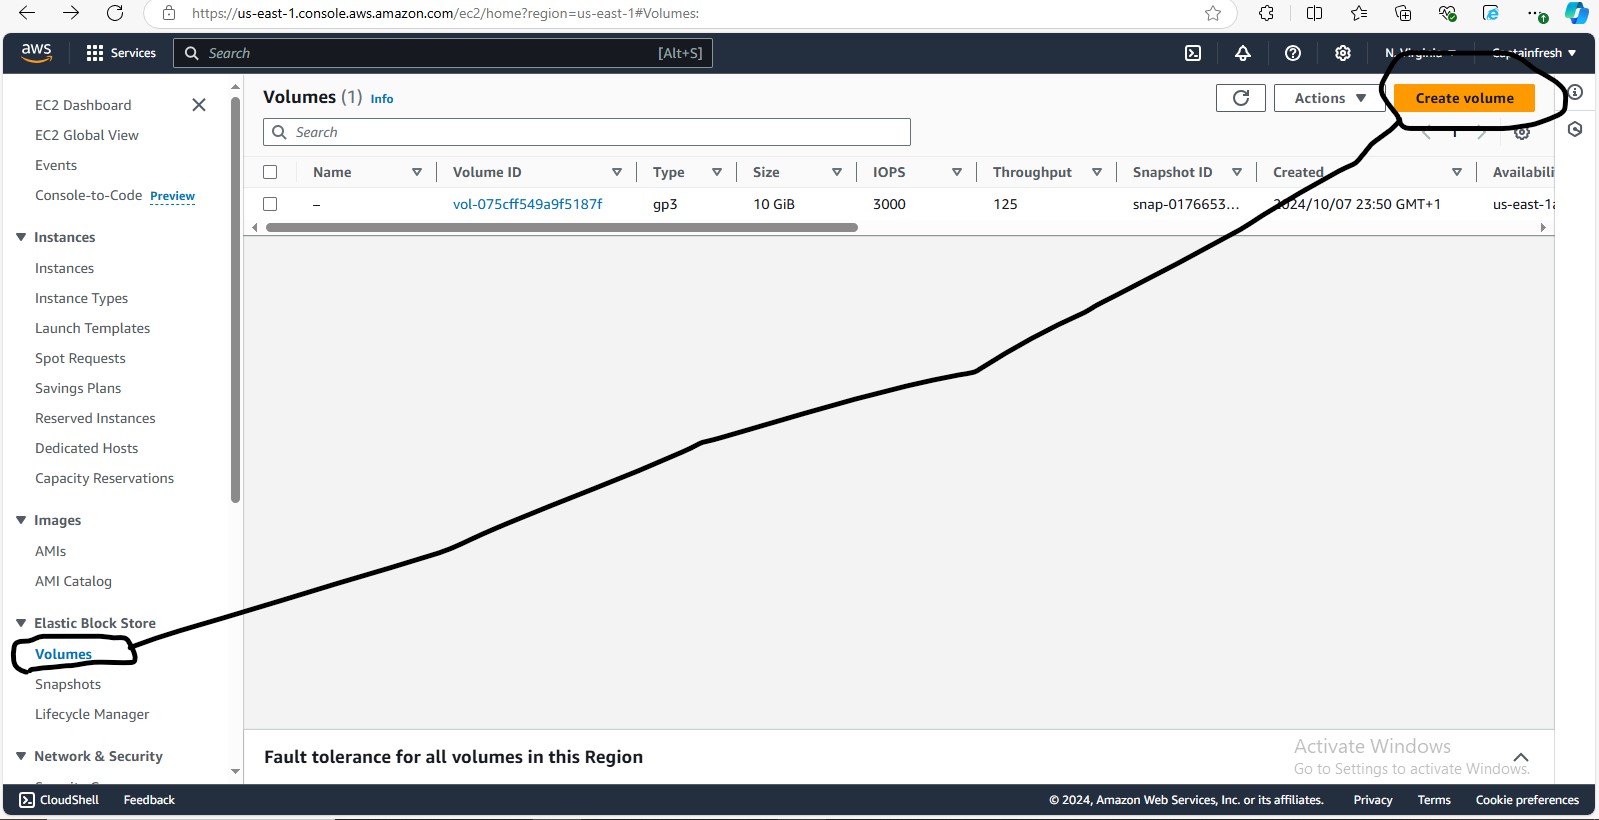 https://us-east-1.console.aws.amazon.com/ec2/home?region=us-east-1#Volumes:
aws Services Search [Alt+S] N. Virginia Captainfresh
EC2 Dashboard
EC2 Global View
Events
Console-to-Code Preview
Instances
Instances
Instance Types
Launch Templates
Spot Requests
Savings Plans
Reserved Instances
Dedicated Hosts
Capacity Reservations
Images
AMIs
AMI Catalog
Elastic Block Store
Volumes
Snapshots
Lifecycle Manager
Network & Security
Volumes (1) Info Actions Create volume
Search 1
Name Volume ID Type Size IOPS Throughput Snapshot ID Created Availabili
– vol-075cff549a9f5187f gp3 10 GiB 3000 125 snap-0176653... 2024/10/07 23:50 GMT+1 us-east-1a
Fault tolerance for all volumes in this Region
Activate Windows
Go to Settings to activate Windows.
CloudShell Feedback © 2024, Amazon Web Services, Inc. or its affiliates. Privacy Terms Cookie preferences